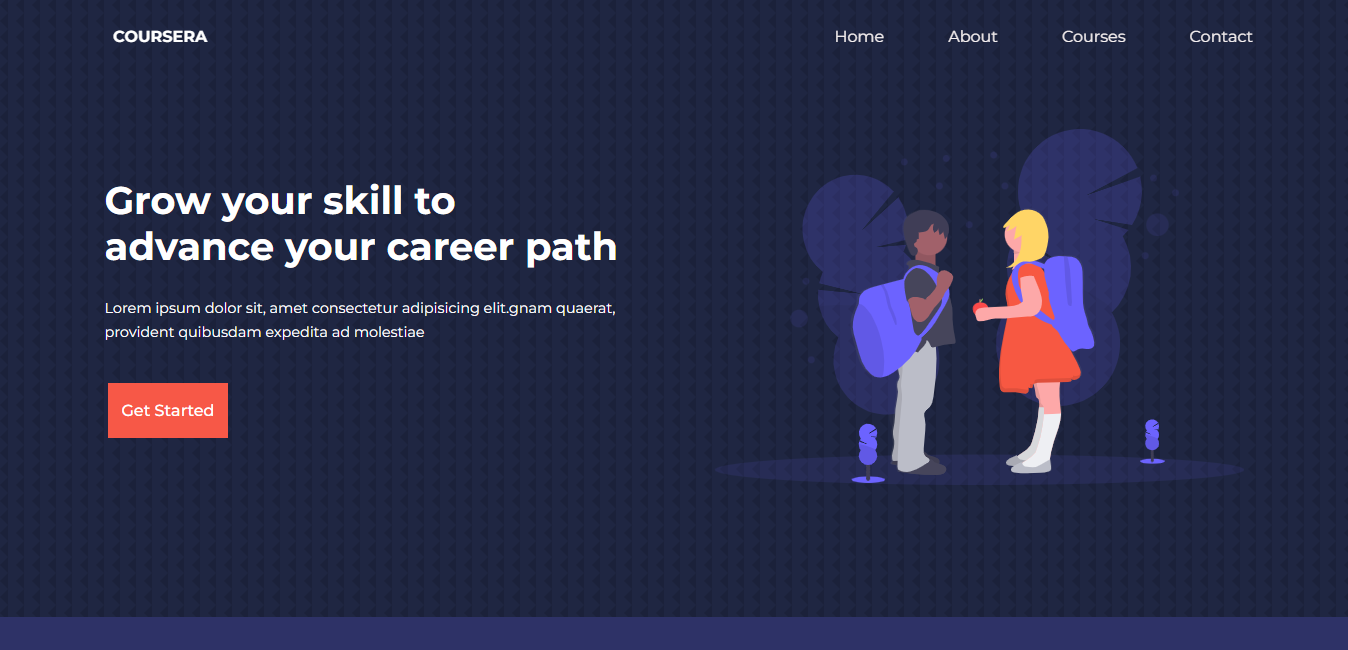 COURSERA
Home
About
Courses
Contact
Grow your skill to
advance your career path
Lorem ipsum dolor sit, amet consectetur adipisicing elit.gnam quaerat,
provident quibusdam expedita ad molestiae
Get Started